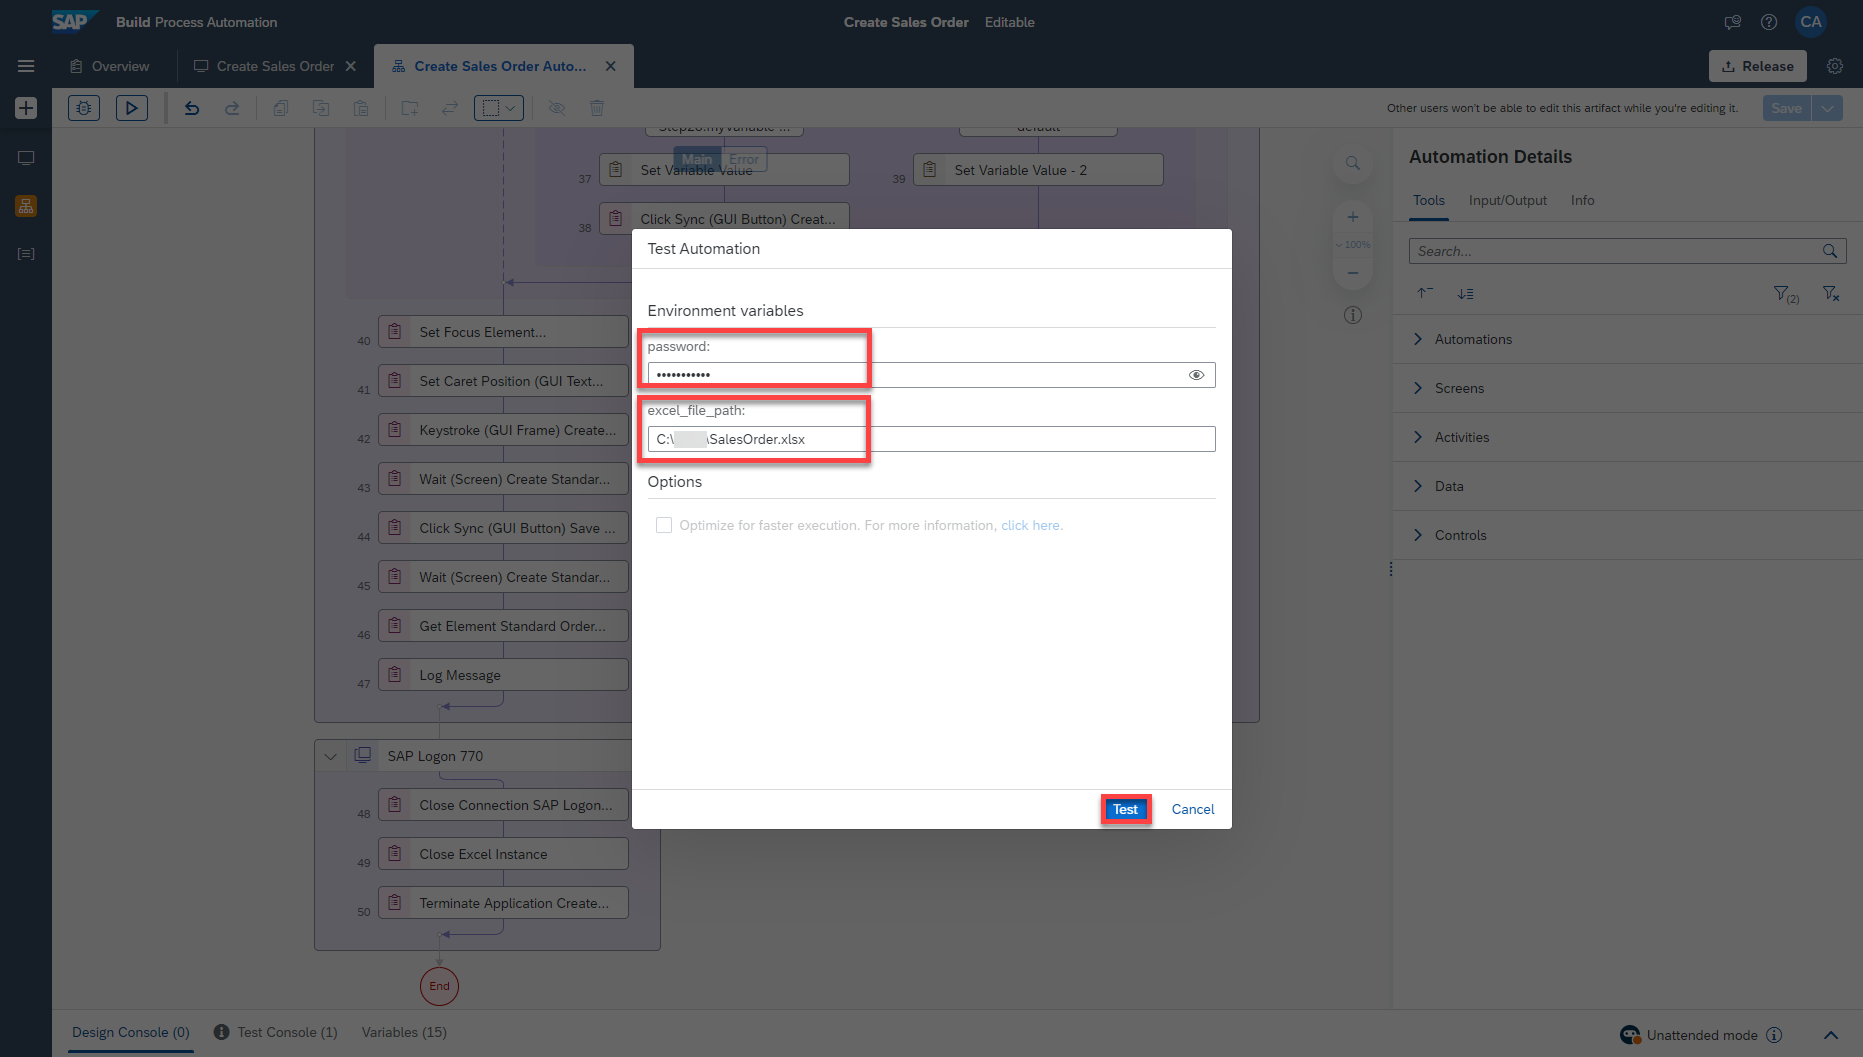 SAP Build Process Automation
Create Sales Order Editable
CA
Overview
Create Sales Order
Create Sales Order Auto...
Release
Other users won't be able to edit this artifact while you're editing it.
Save
default
Main Error
37 Set Variable Value
39 Set Variable Value - 2
38 Click Sync (GUI Button) Creat...
40 Set Focus Element...
41 Set Caret Position (GUI Text...
42 Keystroke (GUI Frame) Create...
43 Wait (Screen) Create Standar...
44 Click Sync (GUI Button) Save ...
45 Wait (Screen) Create Standar...
46 Get Element Standard Order...
47 Log Message
SAP Logon 770
48 Close Connection SAP Logon...
49 Close Excel Instance
50 Terminate Application Create...
End
100%
Test Automation
Environment variables
password:
•••••••••••
excel_file_path:
C:\ \SalesOrder.xlsx
Options
Optimize for faster execution. For more information, click here.
Test Cancel
Automation Details
Tools Input/Output Info
Search...
(2)
Automations
Screens
Activities
Data
Controls
Design Console (0) Test Console (1) Variables (15)
Unattended mode